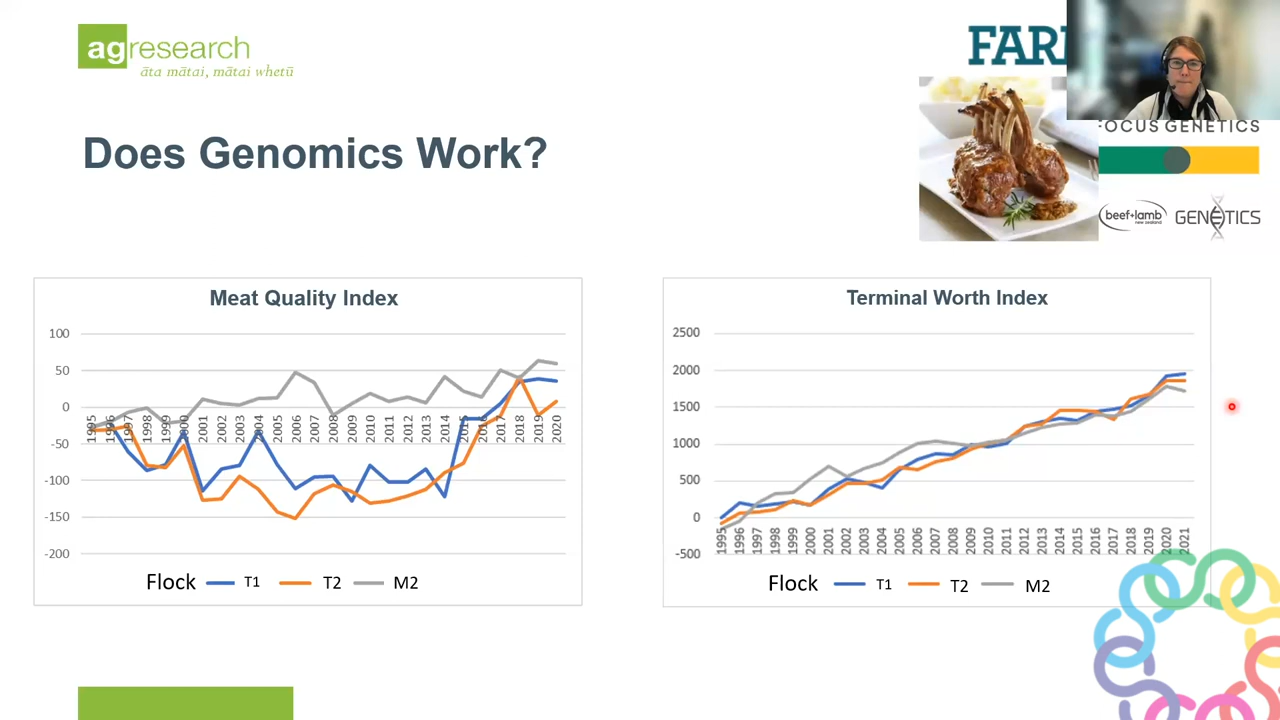 agresearch
āta mātai, mātai whetū
FAR
Does Genomics Work?
FOCUS GENETICS
beef+lamb
new zealand
GENETICS
Meat Quality Index
100
50
0
-50
-100
-150
-200
1995 1996 1997 1998 1999 2000 2001 2002 2003 2004 2005 2006 2007 2008 2009 2010 2011 2012 2013 2014 2015 2016 2017 2018 2019 2020
Flock T1 T2 M2
Terminal Worth Index
2500
2000
1500
1000
500
0
-500
1995 1996 1997 1998 1999 2000 2001 2002 2003 2004 2005 2006 2007 2008 2009 2010 2011 2012 2013 2014 2015 2016 2017 2018 2019 2020 2021
Flock T1 T2 M2